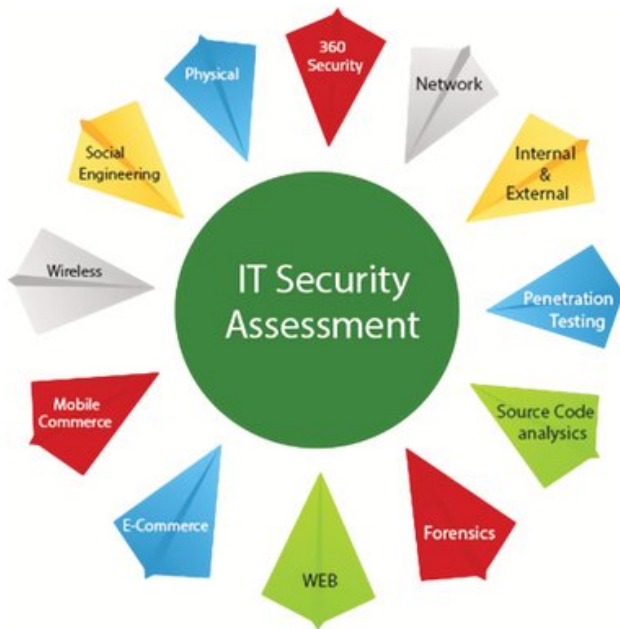 360
Security
Network
Internal
&
External
Penetration
Testing
Source Code
analysics
Forensics
WEB
E-Commerce
Mobile
Commerce
Wireless
Social
Engineering
Physical
IT Security
Assessment